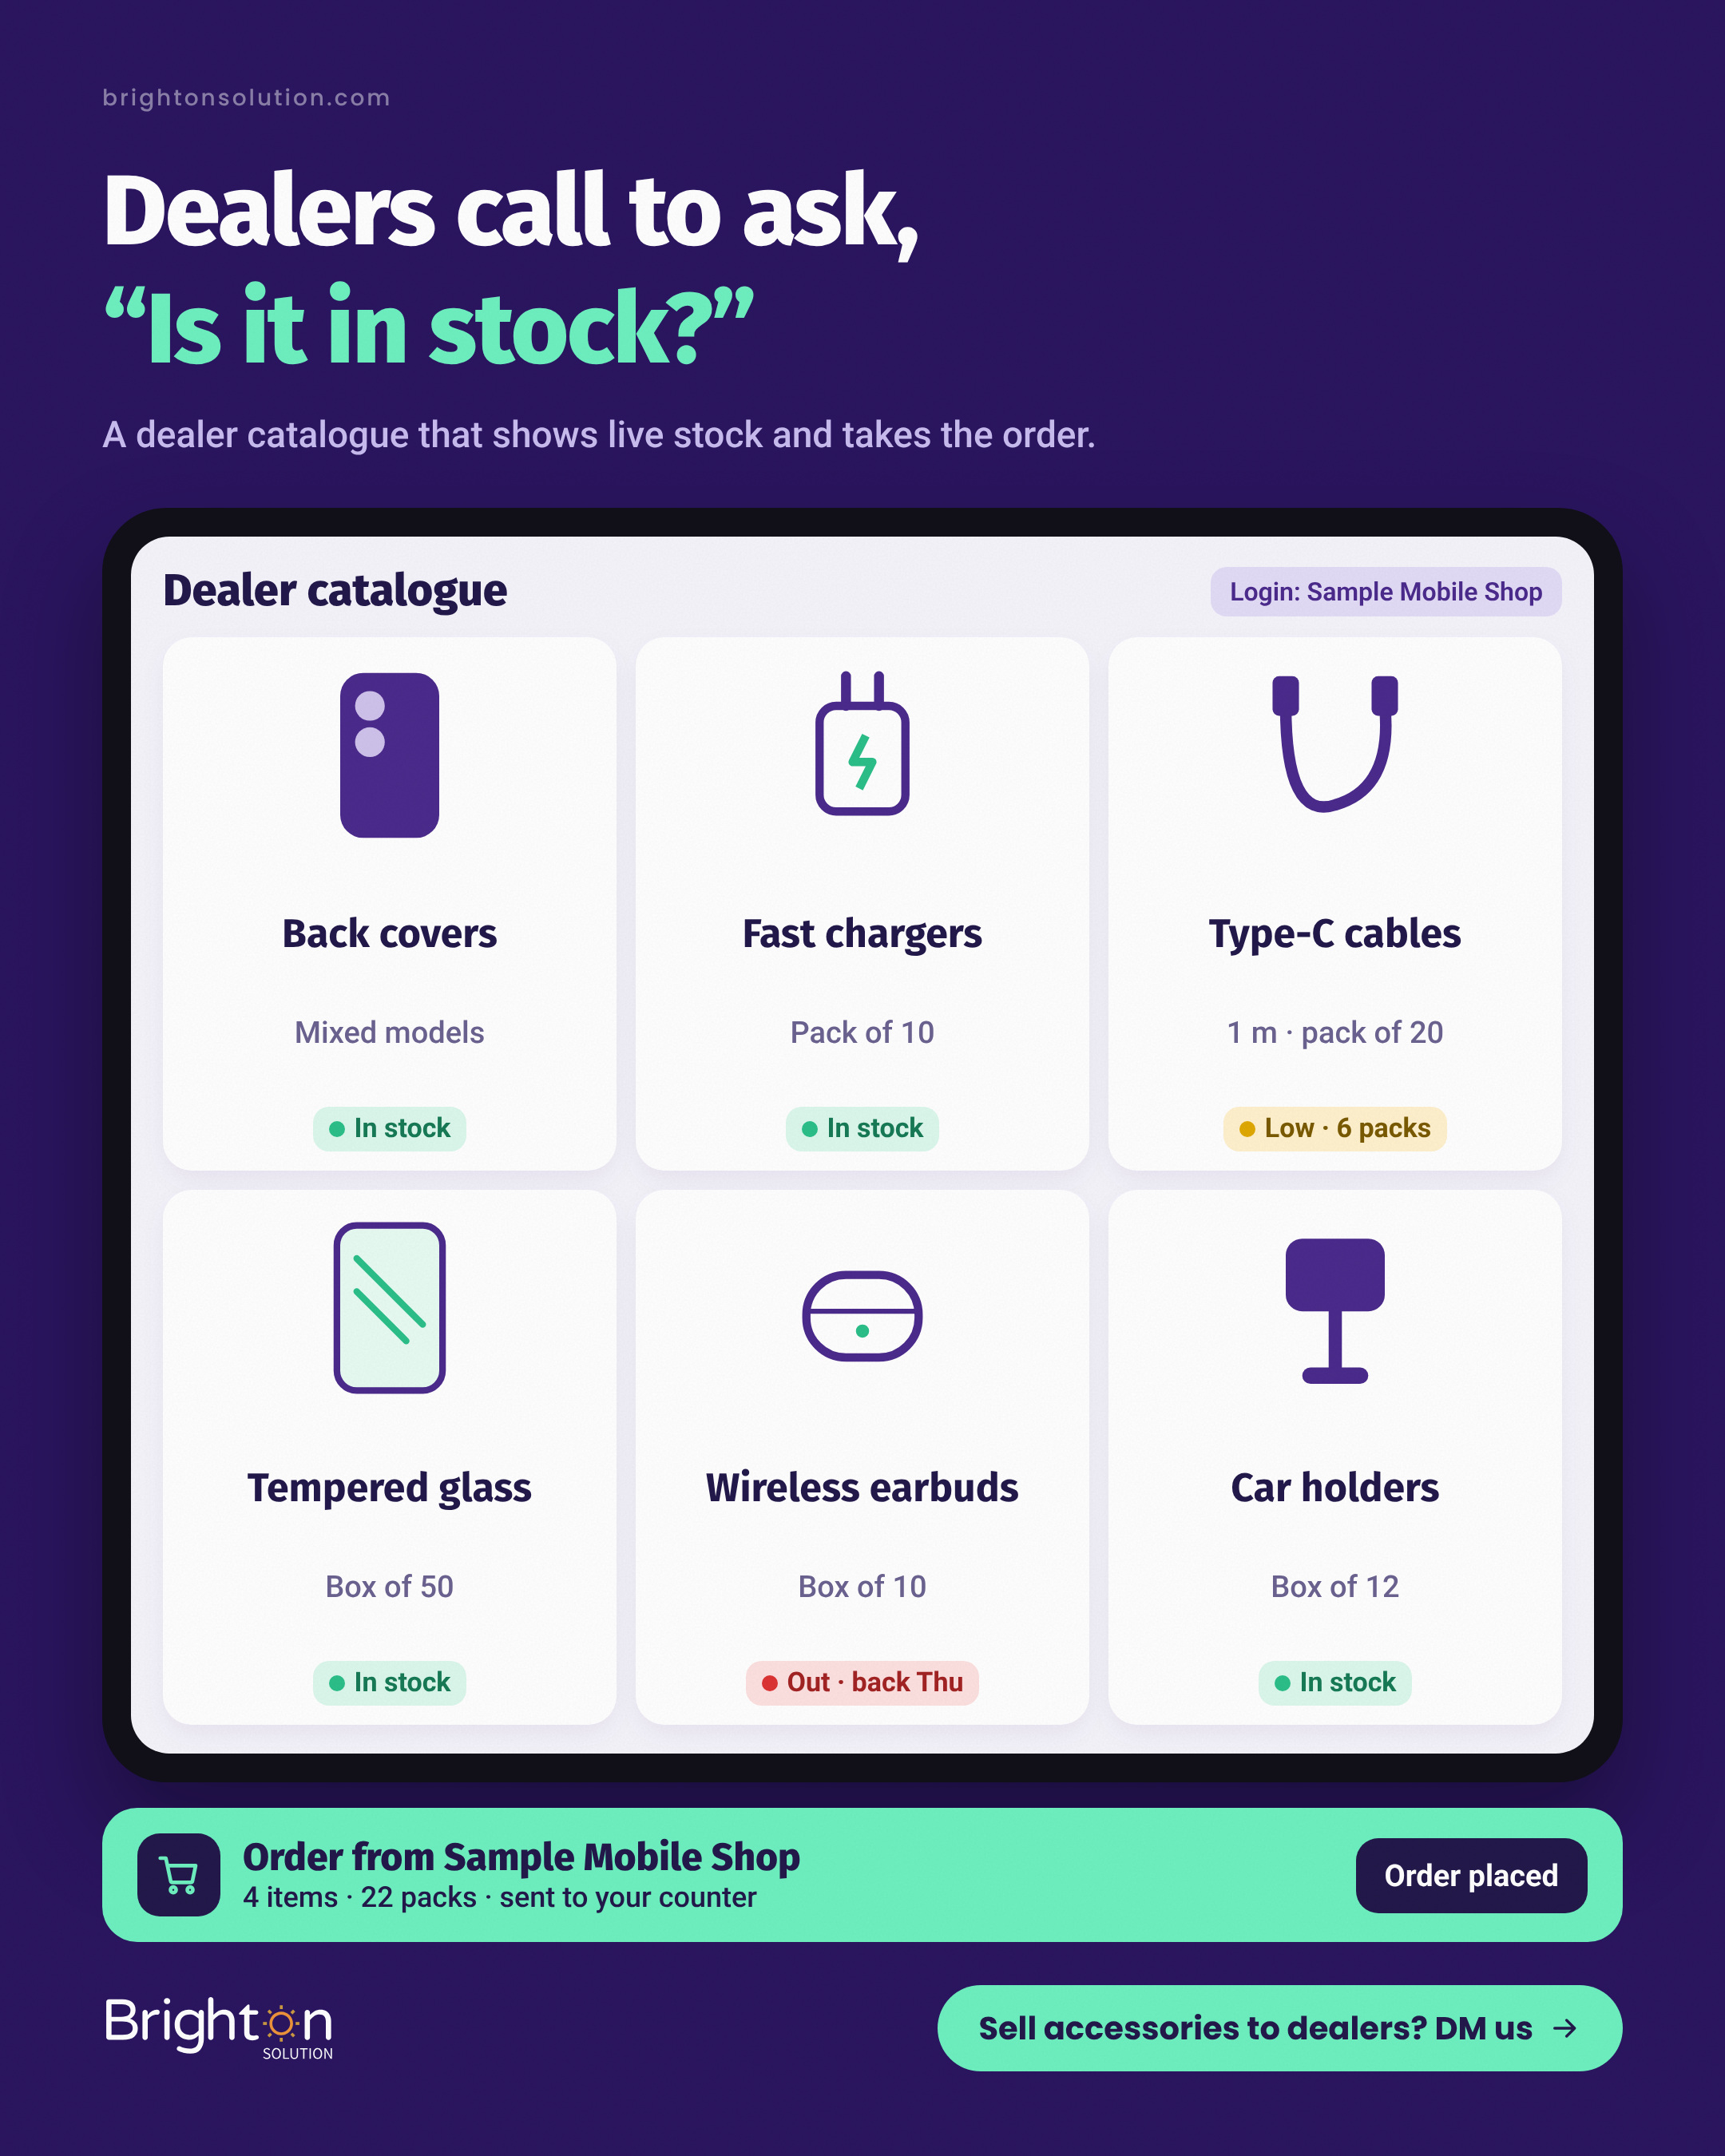 brightonsolution.com
Dealers call to ask,
“Is it in stock?”
A dealer catalogue that shows live stock and takes the order.
Dealer catalogue
Login: Sample Mobile Shop
Back covers
Mixed models
In stock
Fast chargers
Pack of 10
In stock
Type-C cables
1 m · pack of 20
Low · 6 packs
Tempered glass
Box of 50
In stock
Wireless earbuds
Box of 10
Out · back Thu
Car holders
Box of 12
In stock
Order from Sample Mobile Shop
4 items · 22 packs · sent to your counter
Order placed
Brighton
SOLUTION
Sell accessories to dealers? DM us →